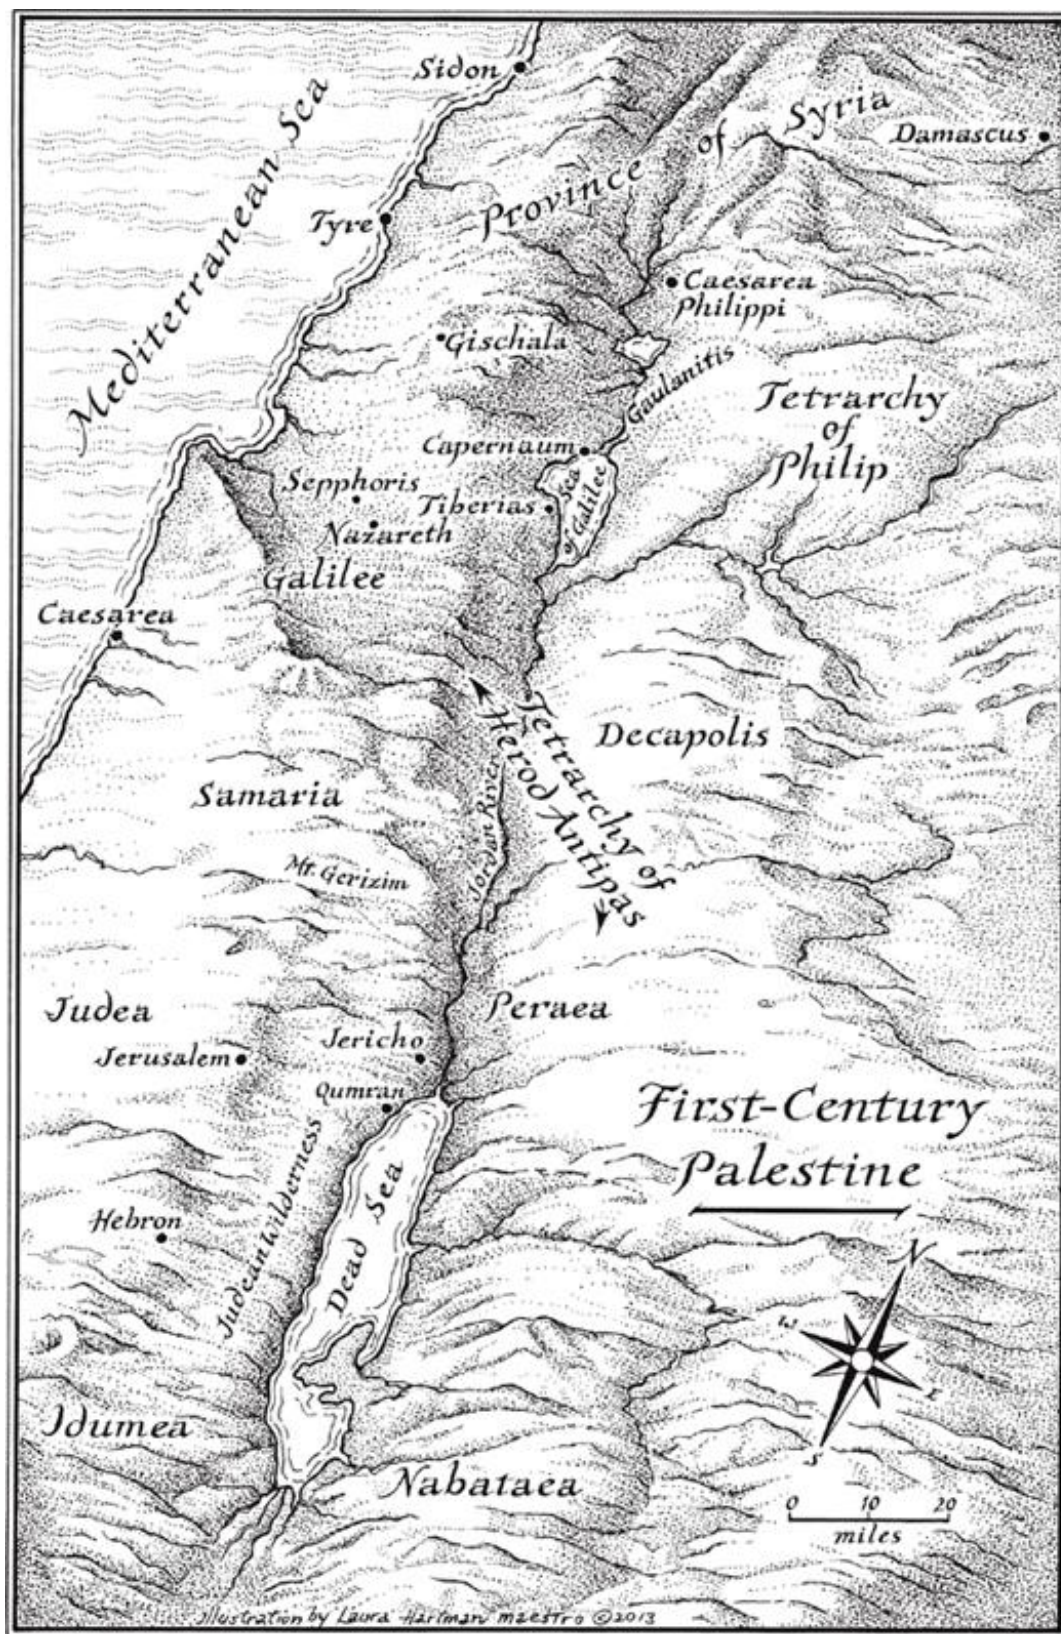 Sidon
Mediterranean Sea
Province of Syria
Damascus
Tyre
Caesarea
Philippi
Gischala
Gaulanitis
Tetrarchy
of
Philip
Capernaum
Sea
of Galilee
Sepphoris
Tiberias
Nazareth
Galilee
Caesarea
Tetrarchy of
Herod Antipas
Decapolis
Samaria
Jordan River
Mt. Gerizim
Judea
Peraea
Jericho
Jerusalem
Qumran
First-Century
Palestine
Judean Wilderness
Dead Sea
Hebron
N
W
E
S
Idumea
Nabataea
0 10 20
miles
Illustration by Laura Hartman Maestro ©2013